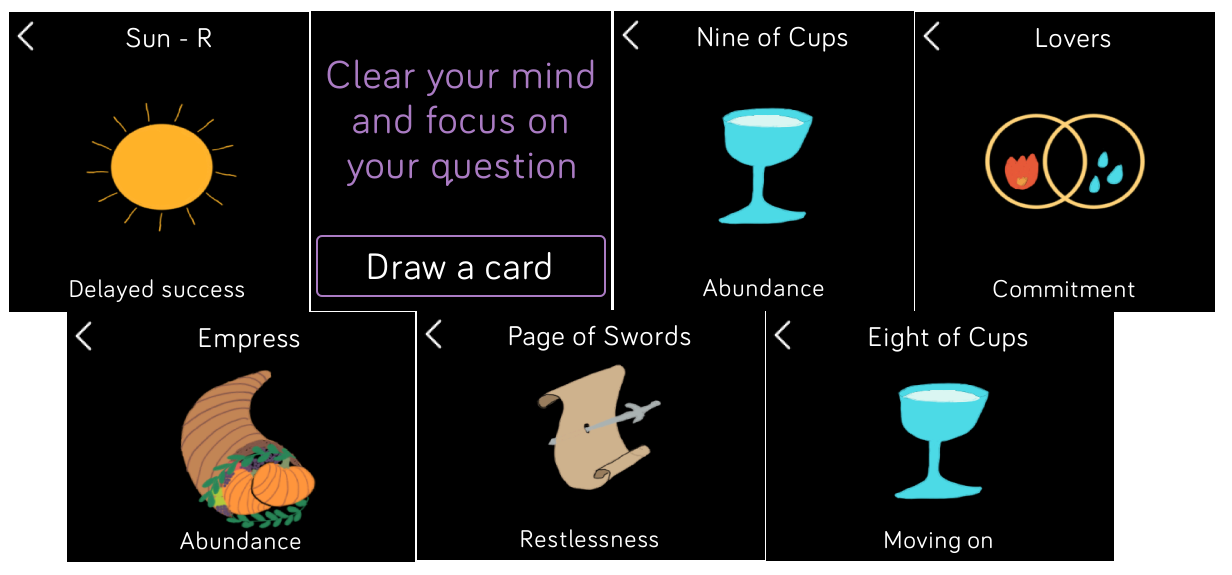 Sun - R
Delayed success
Clear your mind
and focus on
your question
Draw a card
Nine of Cups
Abundance
Lovers
Commitment
Empress
Abundance
Page of Swords
Restlessness
Eight of Cups
Moving on